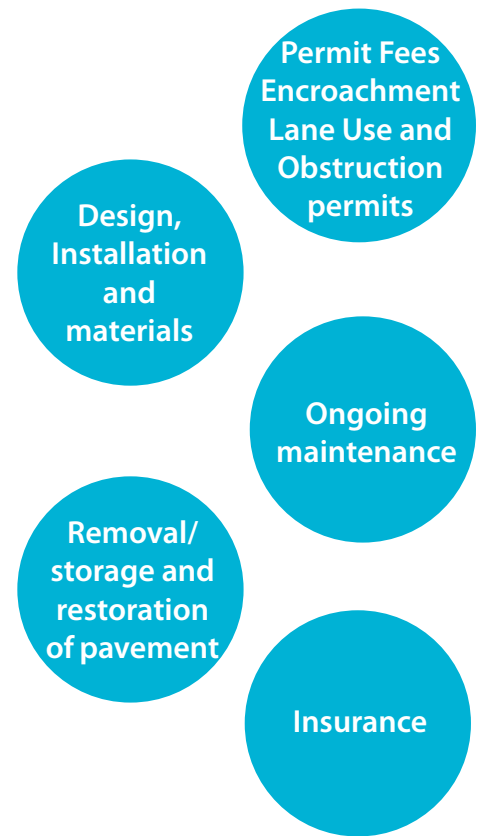 Permit Fees
Encroachment
Lane Use and
Obstruction
permits
Design,
Installation
and
materials
Ongoing
maintenance
Removal/
storage and
restoration
of pavement
Insurance